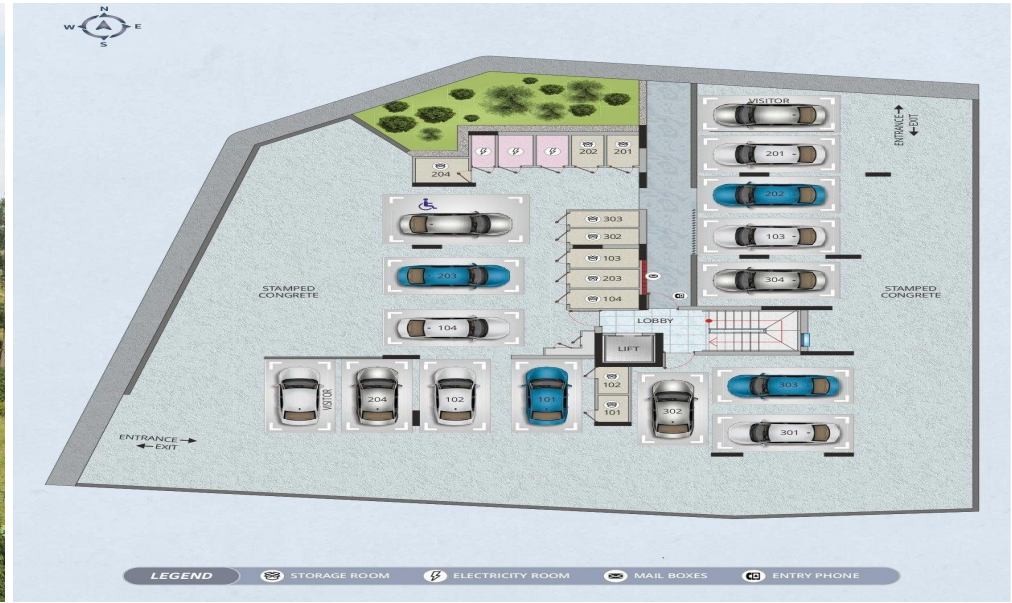 N
W E
S
VISITOR
ENTRANCE
EXIT
201
202
201
204
202
303
302
103
103
203
203
304
104
STAMPED
CONCRETE
STAMPED
CONCRETE
LOBBY
104
LIFT
102
303
VISITOR
204
102
101
101
302
301
ENTRANCE
EXIT
LEGEND STORAGE ROOM ELECTRICITY ROOM MAIL BOXES ENTRY PHONE